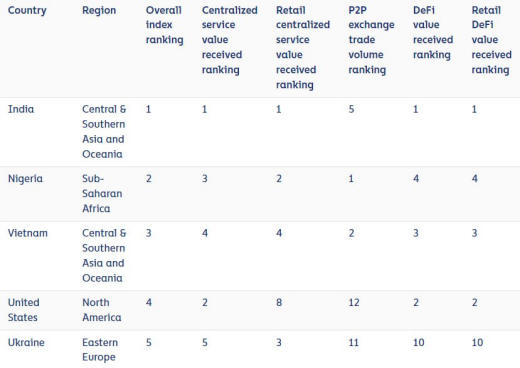 Country Region Overall index ranking Centralized service value received ranking Retail centralized service value received ranking P2P exchange trade volume ranking DeFi value received ranking Retail DeFi value received ranking
India Central & Southern Asia and Oceania 1 1 1 5 1 1
Nigeria Sub-Saharan Africa 2 3 2 1 4 4
Vietnam Central & Southern Asia and Oceania 3 4 4 2 3 3
United States North America 4 2 8 12 2 2
Ukraine Eastern Europe 5 5 3 11 10 10